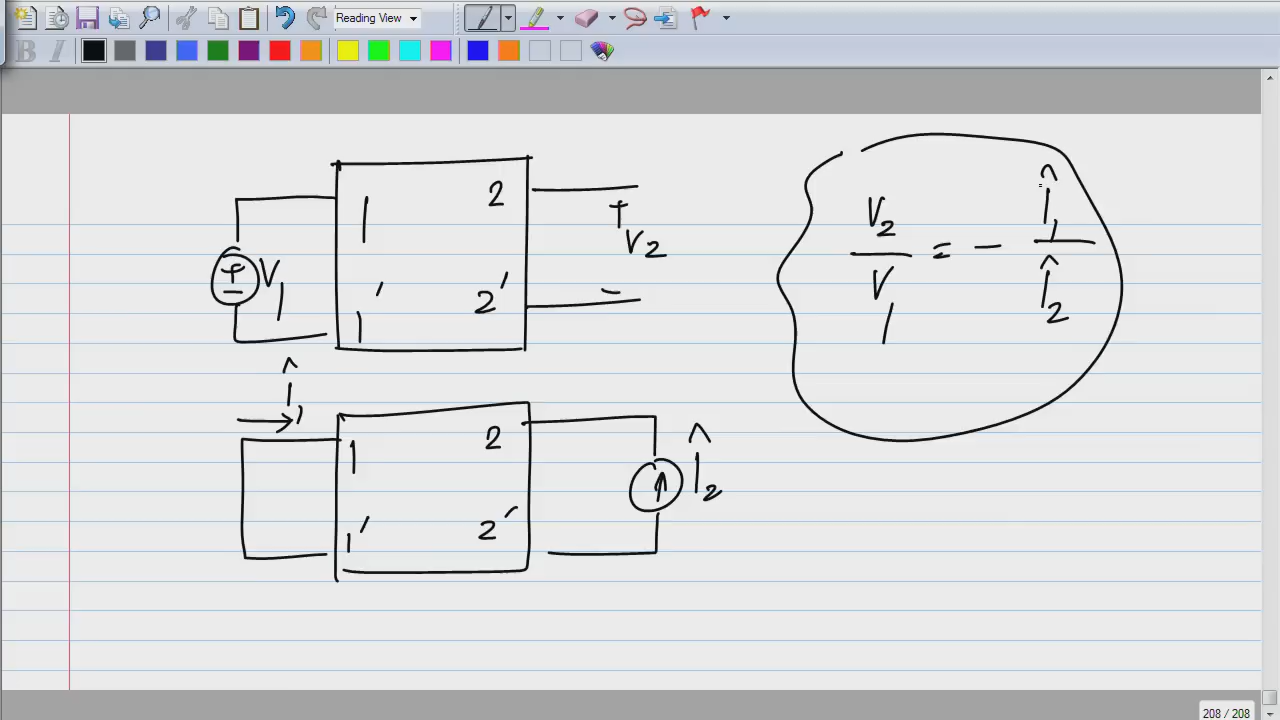 Reading View
B I
1 2
+
V2
+
-
V1
1' 2'
-
V2 / V1 = - Î1 / Î2
Î1
1 2
Î2
1' 2'
208 / 208